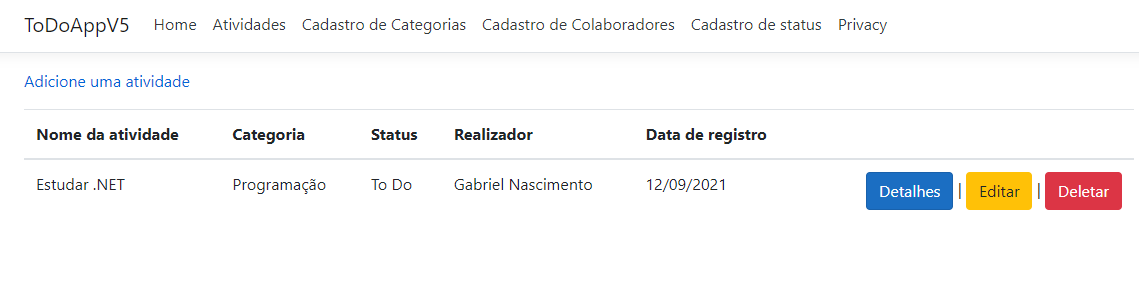 ToDoAppV5 Home Atividades Cadastro de Categorias Cadastro de Colaboradores Cadastro de status Privacy
Adicione uma atividade
Nome da atividade Categoria Status Realizador Data de registro
Estudar .NET Programação To Do Gabriel Nascimento 12/09/2021 Detalhes | Editar | Deletar